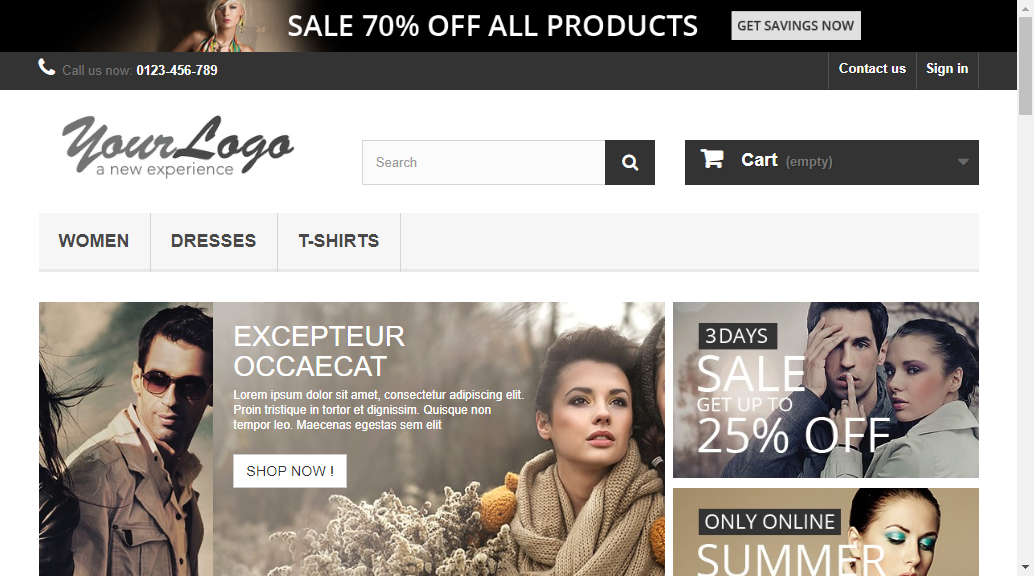 SALE 70% OFF ALL PRODUCTS
GET SAVINGS NOW
Call us now: 0123-456-789
Contact us
Sign in
YourLogo
a new experience
Search
Cart (empty)
WOMEN
DRESSES
T-SHIRTS
EXCEPTEUR
OCCAECAT
Lorem ipsum dolor sit amet, consectetur adipiscing elit.
Proin tristique in tortor et dignissim. Quisque non
tempor leo. Maecenas egestas sem elit
SHOP NOW !
3 DAYS
SALE
GET UP TO
25% OFF
ONLY ONLINE
SUMMER